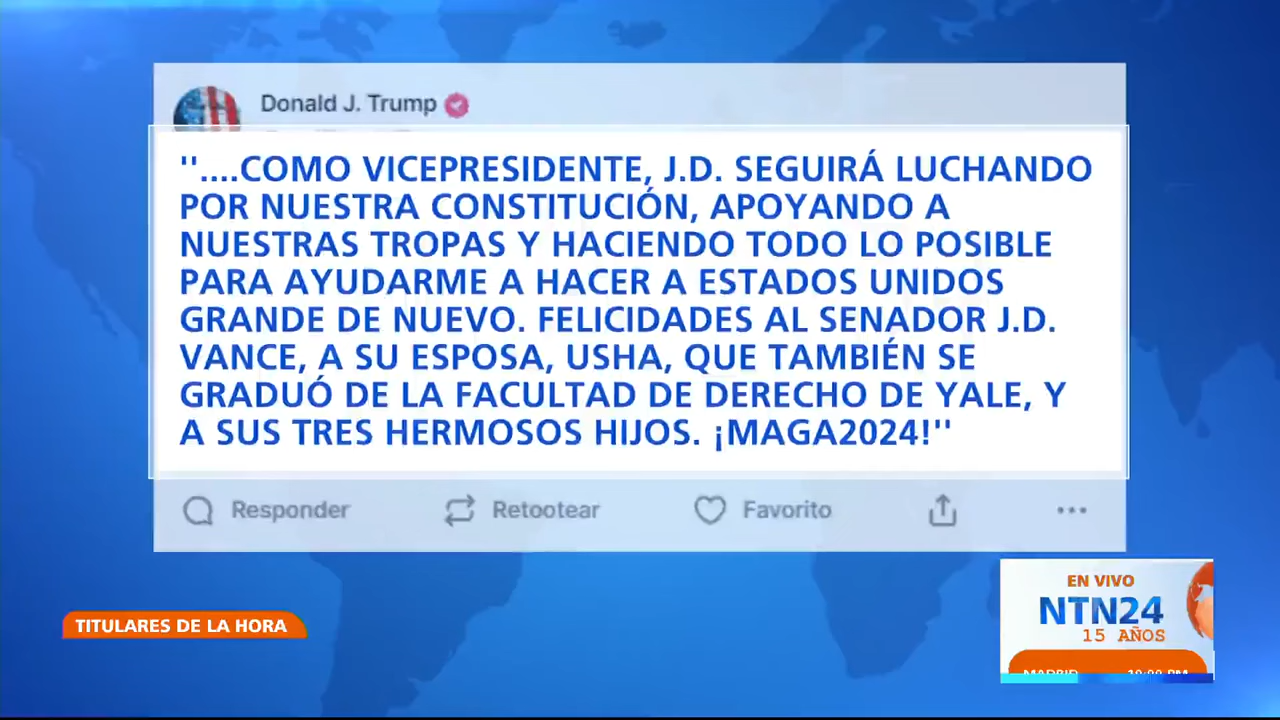 Donald J. Trump
''....COMO VICEPRESIDENTE, J.D. SEGUIRÁ LUCHANDO
POR NUESTRA CONSTITUCIÓN, APOYANDO A
NUESTRAS TROPAS Y HACIENDO TODO LO POSIBLE
PARA AYUDARME A HACER A ESTADOS UNIDOS
GRANDE DE NUEVO. FELICIDADES AL SENADOR J.D.
VANCE, A SU ESPOSA, USHA, QUE TAMBIÉN SE
GRADUÓ DE LA FACULTAD DE DERECHO DE YALE, Y
A SUS TRES HERMOSOS HIJOS. ¡MAGA2024!''
Responder Retootear Favorito
EN VIVO
NTN24
15 AÑOS
TITULARES DE LA HORA